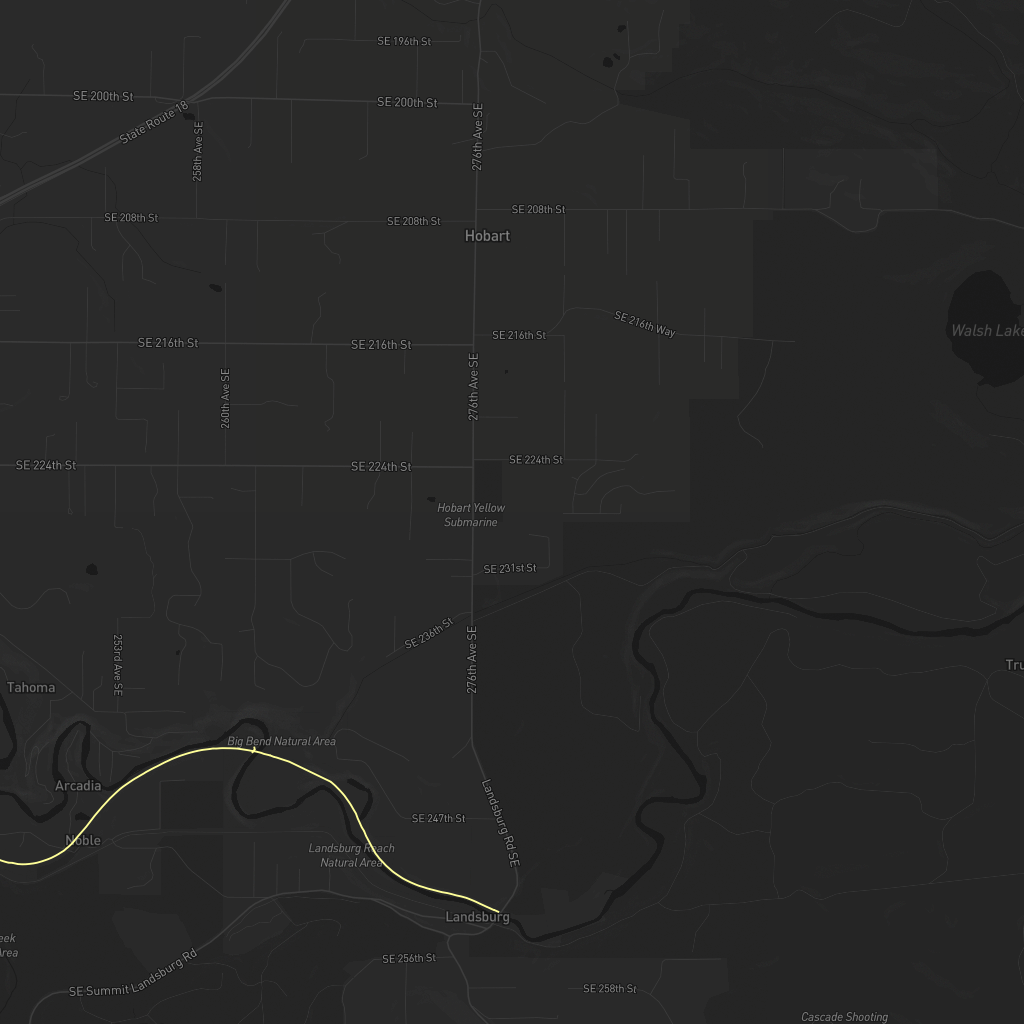 SE 196th St
SE 200th St
SE 200th St
State Route 18
258th Ave SE
276th Ave SE
SE 208th St
SE 208th St
SE 208th St
Hobart
SE 216th Way
Walsh Lake
SE 216th St
SE 216th St
SE 216th St
260th Ave SE
276th Ave SE
SE 224th St
SE 224th St
SE 224th St
Hobart Yellow
Submarine
SE 231st St
SE 236th St
253rd Ave SE
276th Ave SE
Tru
Tahoma
Big Bend Natural Area
Arcadia
Landsburg Rd SE
SE 247th St
Noble
Landsburg Reach
Natural Area
Landsburg
eek
Area
SE 256th St
SE Summit Landsburg Rd
SE 258th St
Cascade Shooting